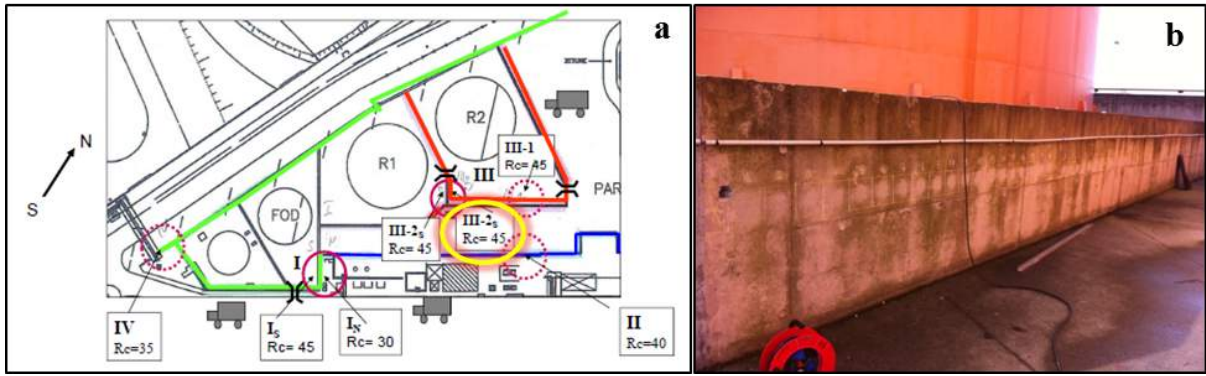 a
b
N
S
R2
R1
FOD
III-1
Rc= 45
III
PAR
III-2s
Rc= 45
III-2s
Rc= 45
I
IV
Rc=35
Is
Rc= 45
IN
Rc= 30
II
Rc=40